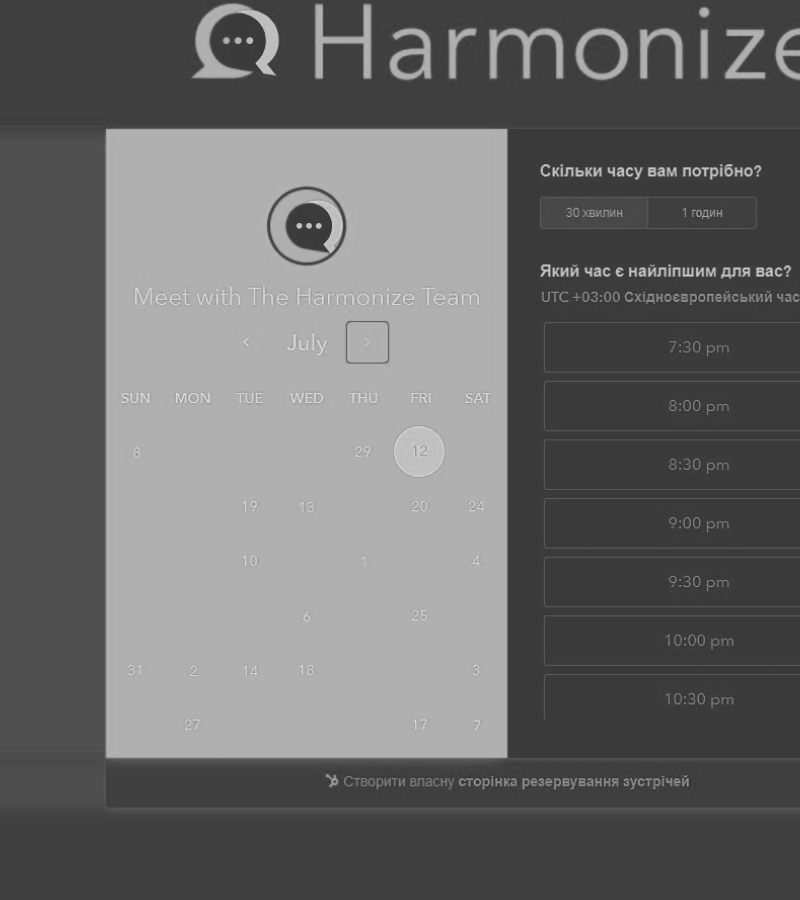 Harmonize
Meet with The Harmonize Team
July
SUN MON TUE WED THU FRI SAT
8 29 12
19 13 20 24
10 1 4
6 25
31 2 14 18 3
27 17 7
Скільки часу вам потрібно?
30 хвилин 1 годин
Який час є найліпшим для вас?
UTC +03:00 Східноєвропейський час
7:30 pm
8:00 pm
8:30 pm
9:00 pm
9:30 pm
10:00 pm
10:30 pm
Створити власну сторінка резервування зустрічей